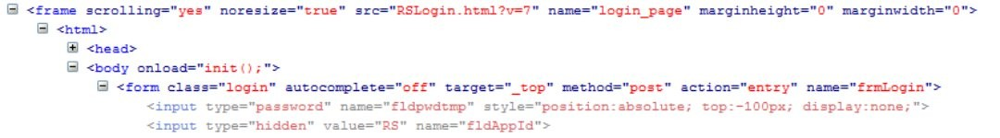 <frame scrolling="yes" noresize="true" src="RSLogin.html?v=7" name="login_page" marginheight="0" marginwidth="0">
<html>
<head>
<body onload="init();">
<form class="login" autocomplete="off" target="_top" method="post" action="entry" name="frmLogin">
<input type="password" name="fldpwdtmp" style="position:absolute; top:-100px; display:none;">
<input type="hidden" value="RS" name="fldAppId">